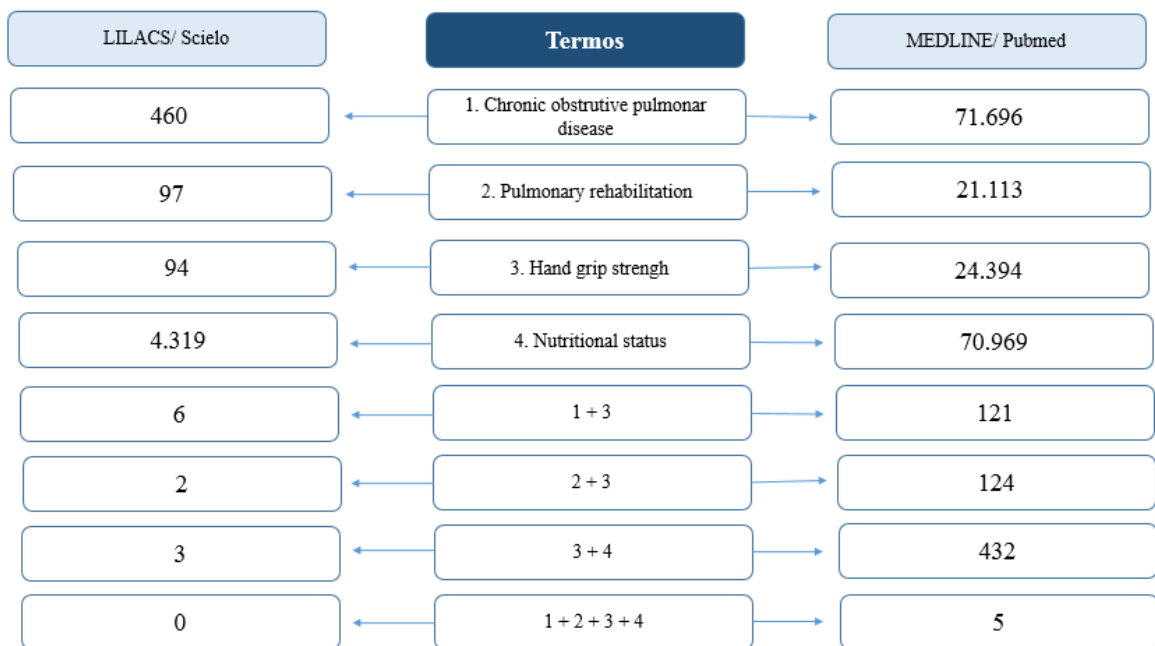 LILACS/ Scielo
Termos
MEDLINE/ Pubmed
460
1. Chronic obstrutive pulmonar
disease
71.696
97
2. Pulmonary rehabilitation
21.113
94
3. Hand grip strengh
24.394
4.319
4. Nutritional status
70.969
6
1 + 3
121
2
2 + 3
124
3
3 + 4
432
0
1 + 2 + 3 + 4
5